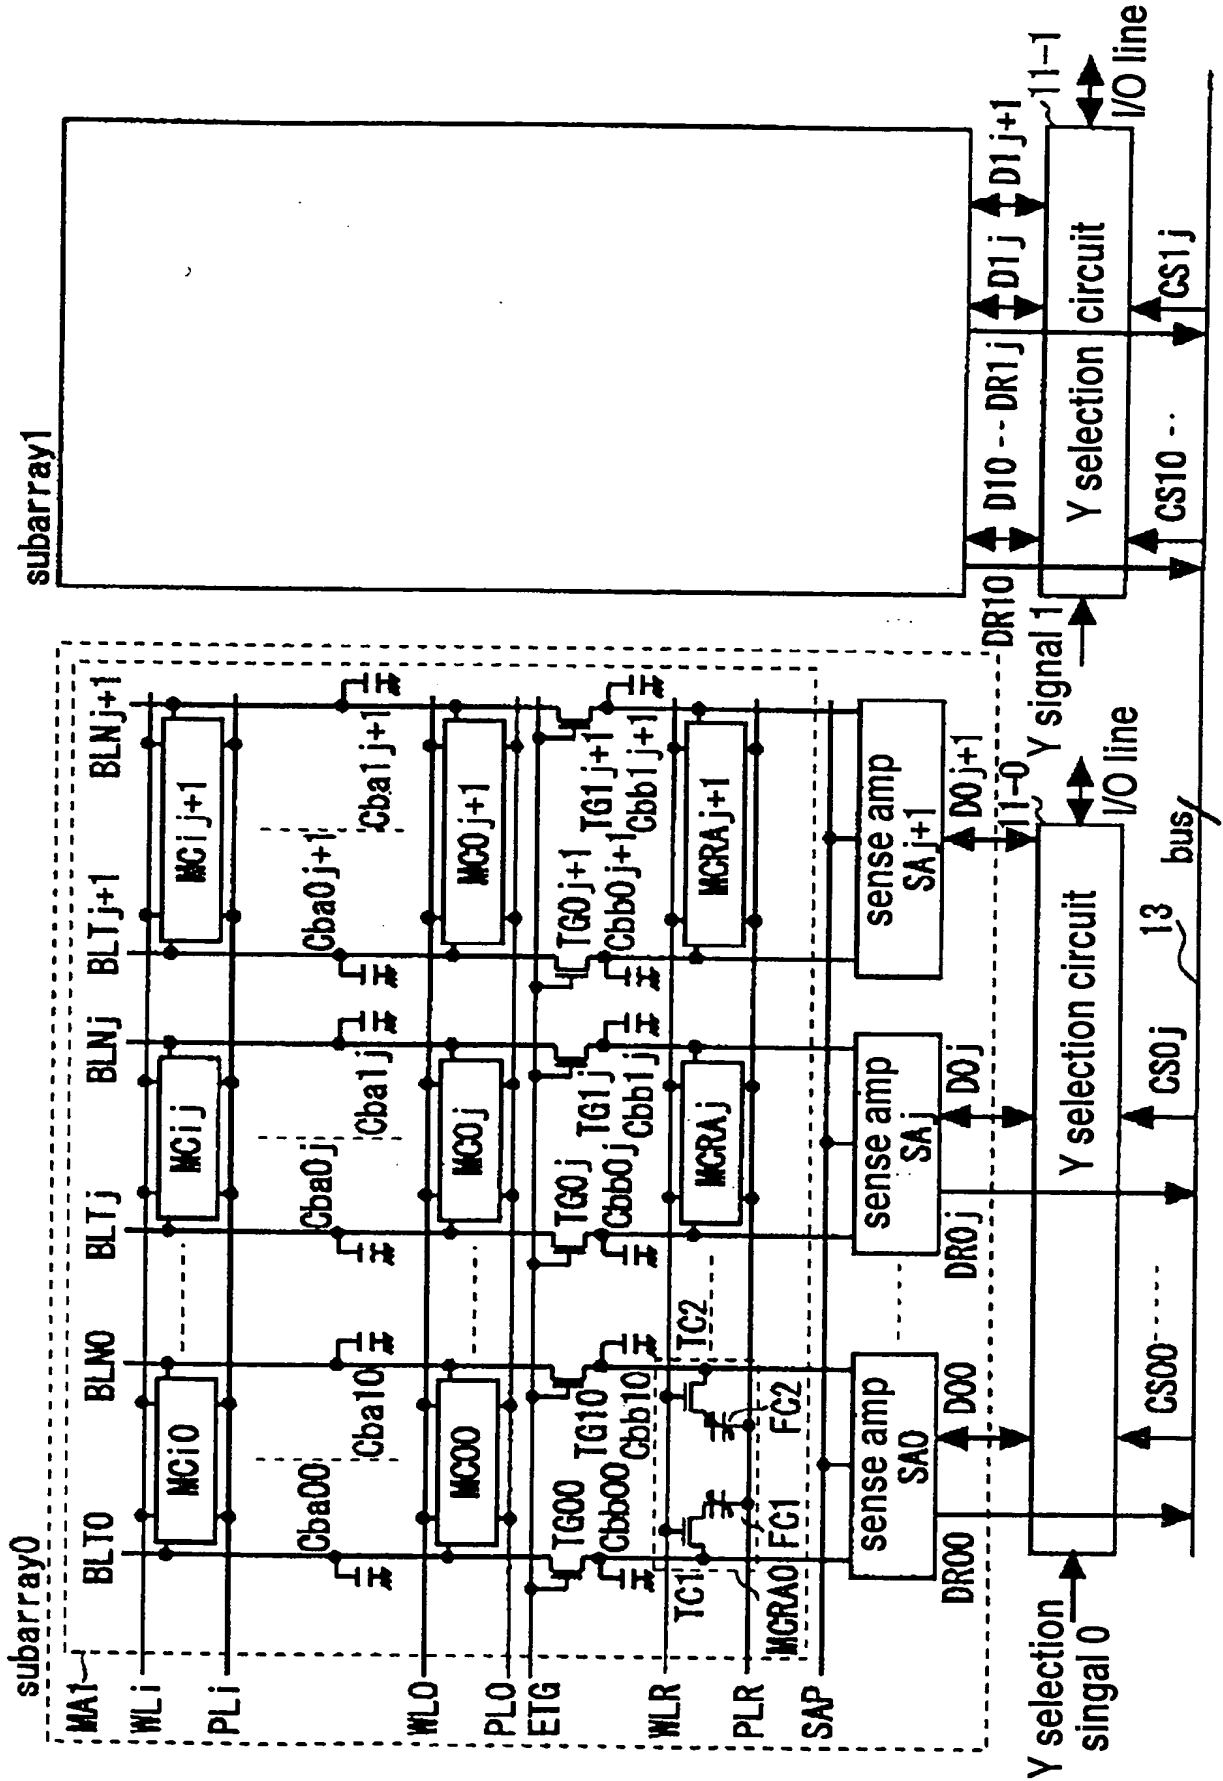 subarray0
subarray1
MA1
BLT0
BLN0
BLTj
BLNj
BLTj+1
BLNj+1
WLi
MCi0
MCij
MCij+1
PLi
Cba00
Cba10
Cba0j
Cba1j
Cba0j+1
Cba1j+1
WL0
MC00
MC0j
MC0j+1
PL0
ETG
TG00
TG10
TG0j
TG1j
TG0j+1
TG1j+1
Cbb00
Cbb10
Cbb0j
Cbb1j
Cbb0j+1
Cbb1j+1
WLR
TC1
TC2
MCRAj
MCRAj+1
PLR
MCRA0
FC1
FC2
SAP
sense amp
SA0
sense amp
SAj
sense amp
SAj+1
DR00
D00
DR0j
D0j
D0j+1
DR10
D10
DR1j
D1j
D1j+1
11-0
11-1
Y selection
singal 0
Y selection circuit
I/O line
Y signal 1
Y selection circuit
I/O line
CS00
CS0j
CS10
CS1j
13
bus